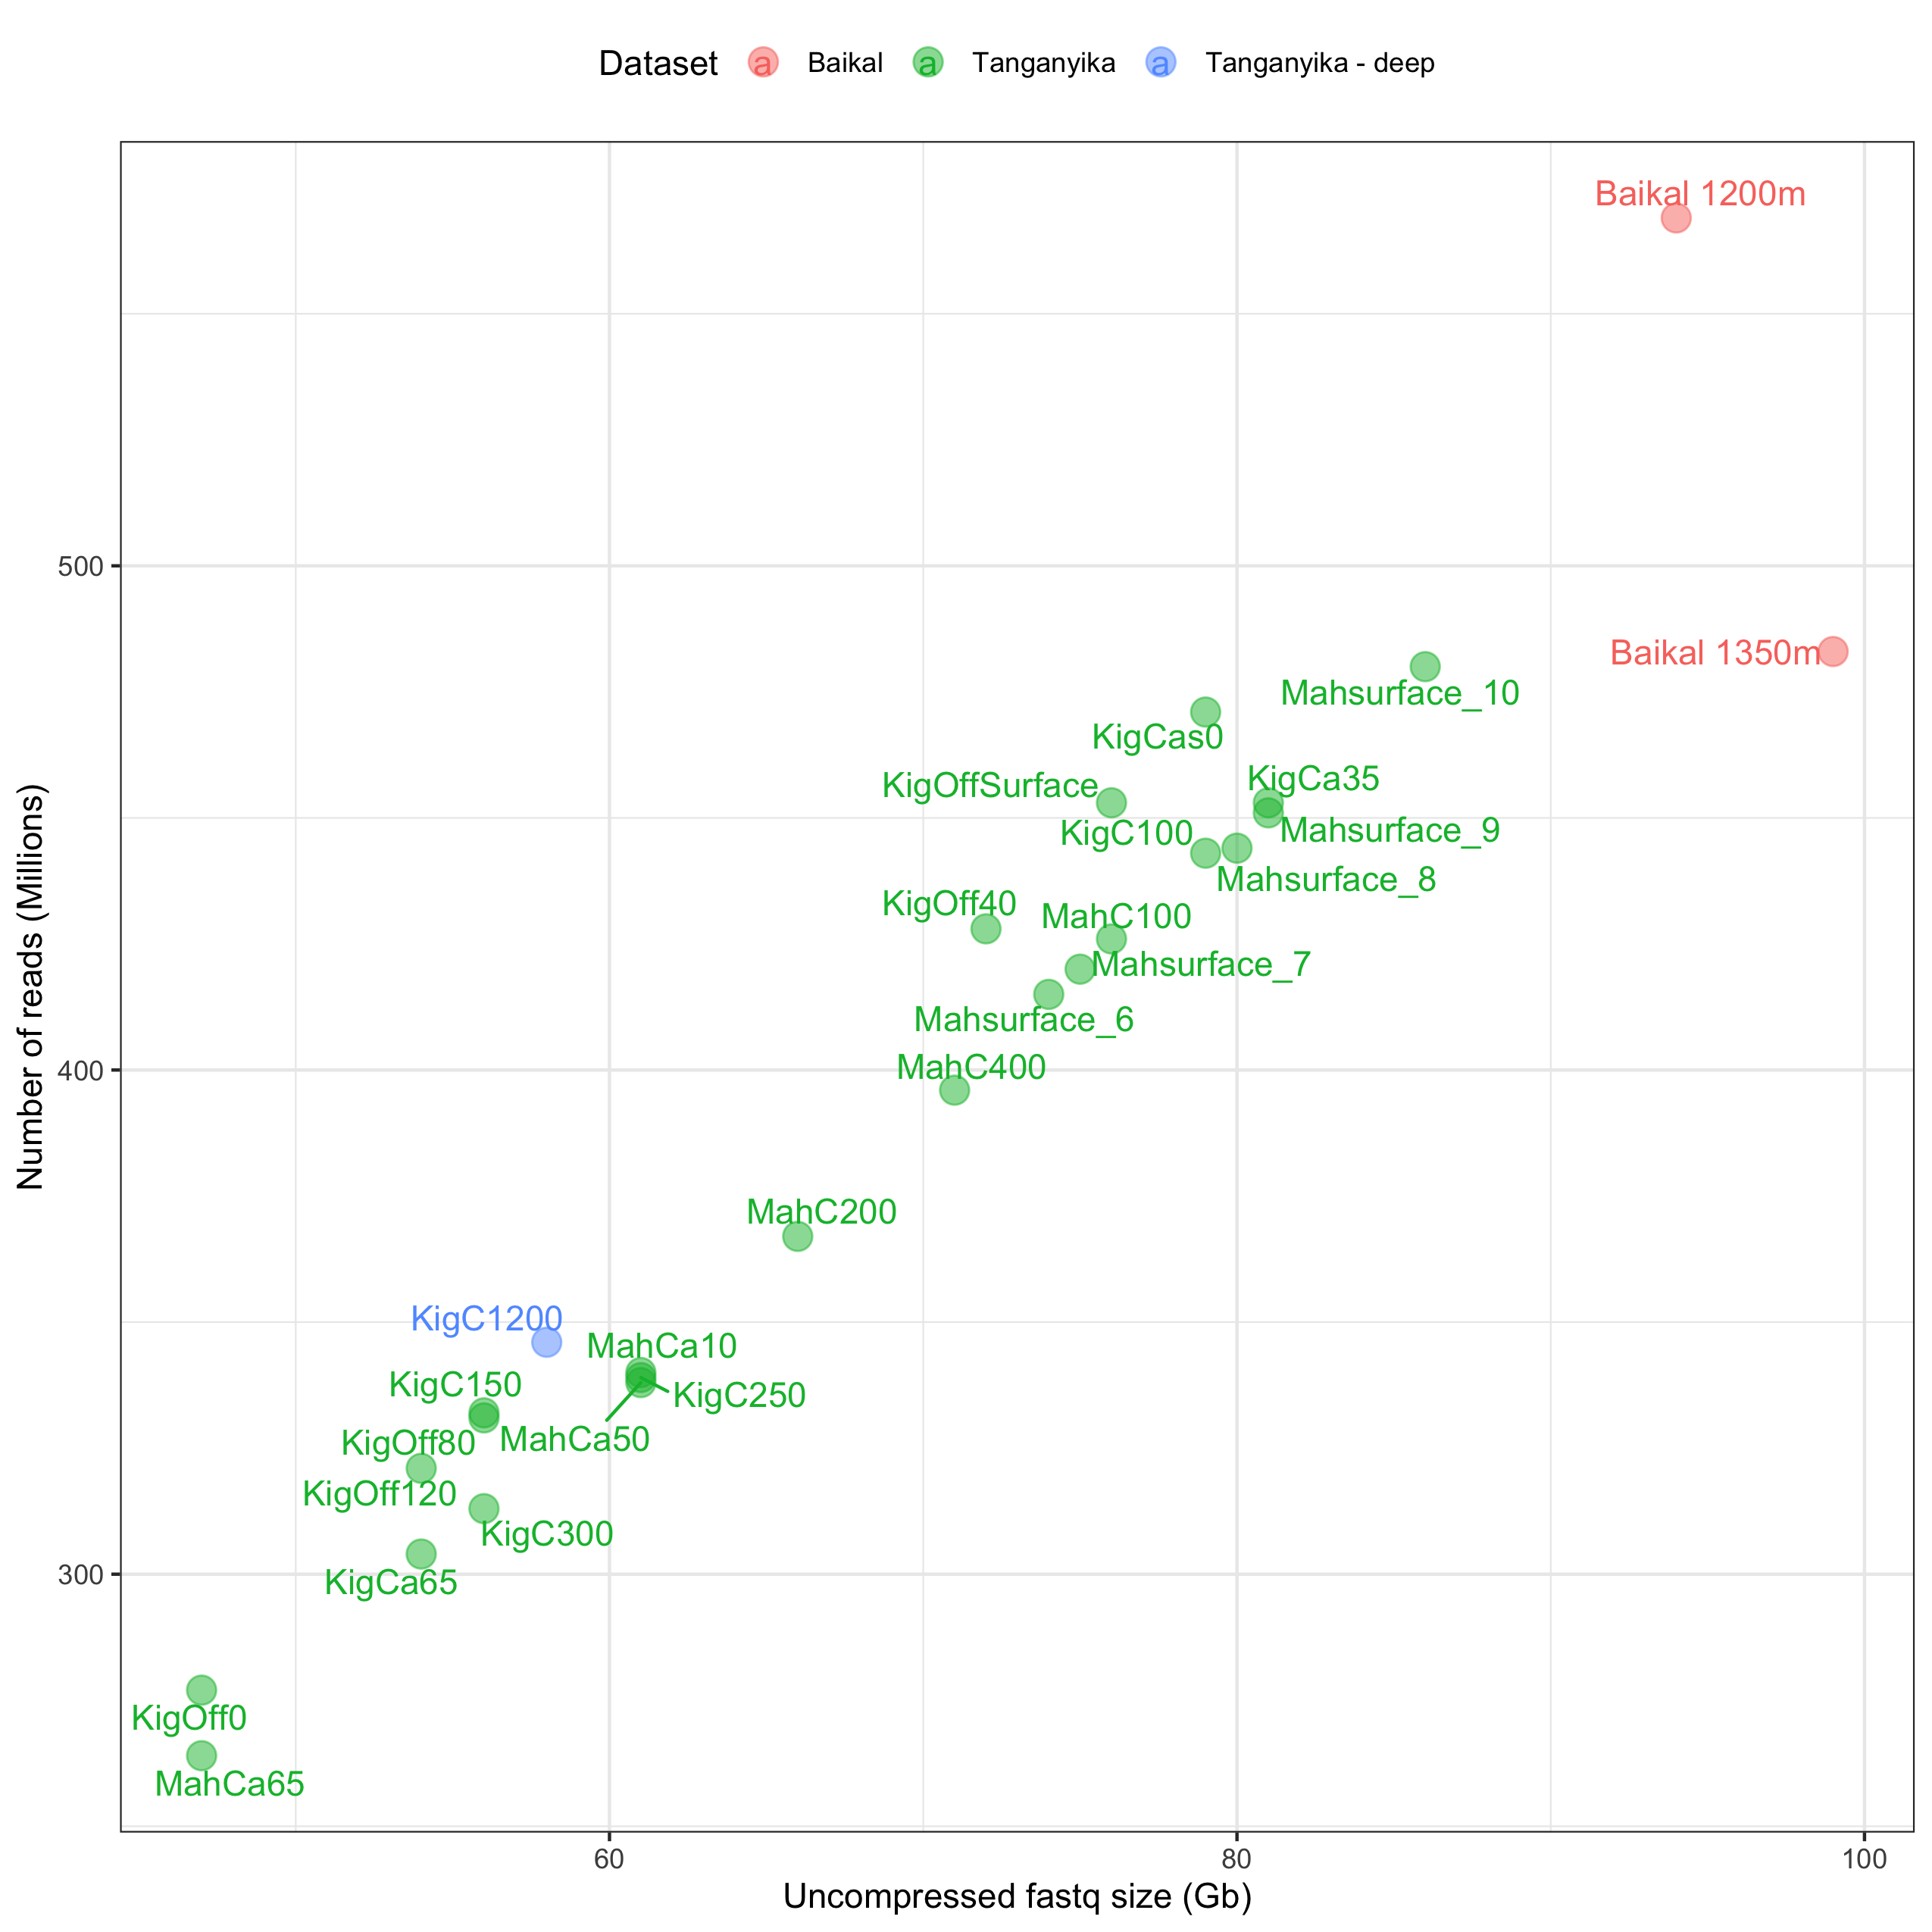 Dataset a Baikal a Tanganyika a Tanganyika - deep
Baikal 1200m
500
Baikal 1350m
Mahsurface_10
KigCas0
KigOffSurface
KigCa35
KigC100
Mahsurface_9
Mahsurface_8
KigOff40
MahC100
Mahsurface_7
Mahsurface_6
400
MahC400
MahC200
KigC1200
MahCa10
KigC150
KigC250
MahCa50
KigOff80
KigOff120
KigC300
300
KigCa65
KigOff0
MahCa65
Number of reads (Millions)
60 80 100
Uncompressed fastq size (Gb)